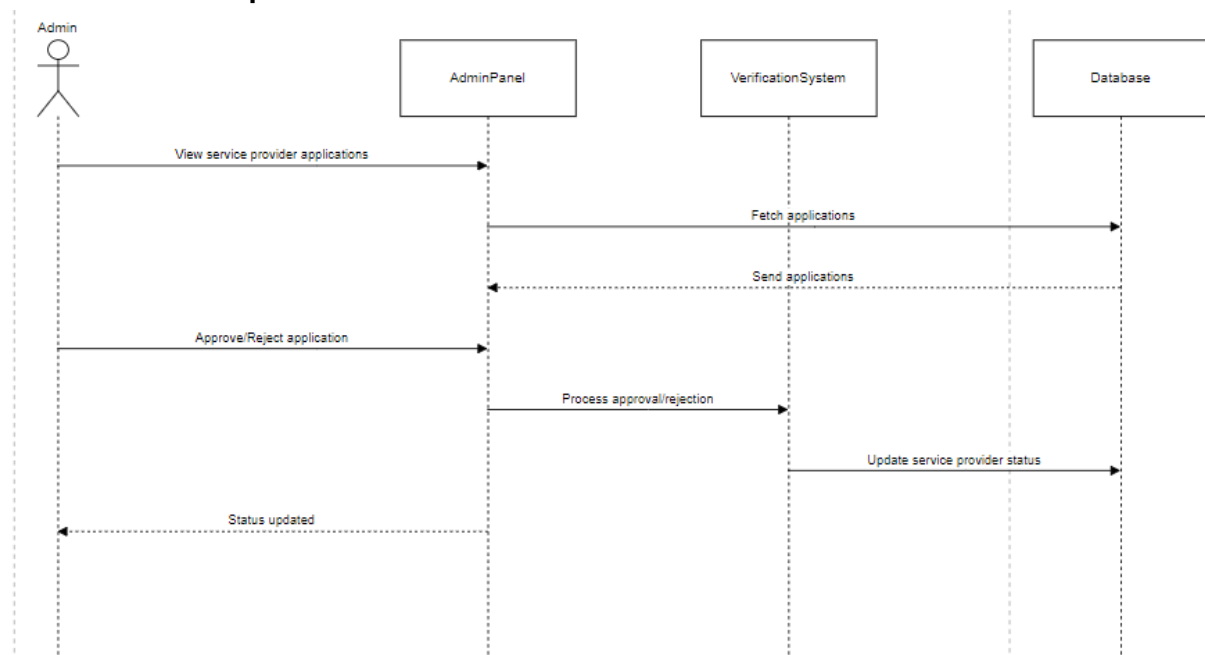 Admin
AdminPanel
VerificationSystem
Database
View service provider applications
Fetch applications
Send applications
Approve/Reject application
Process approval/rejection
Update service provider status
Status updated